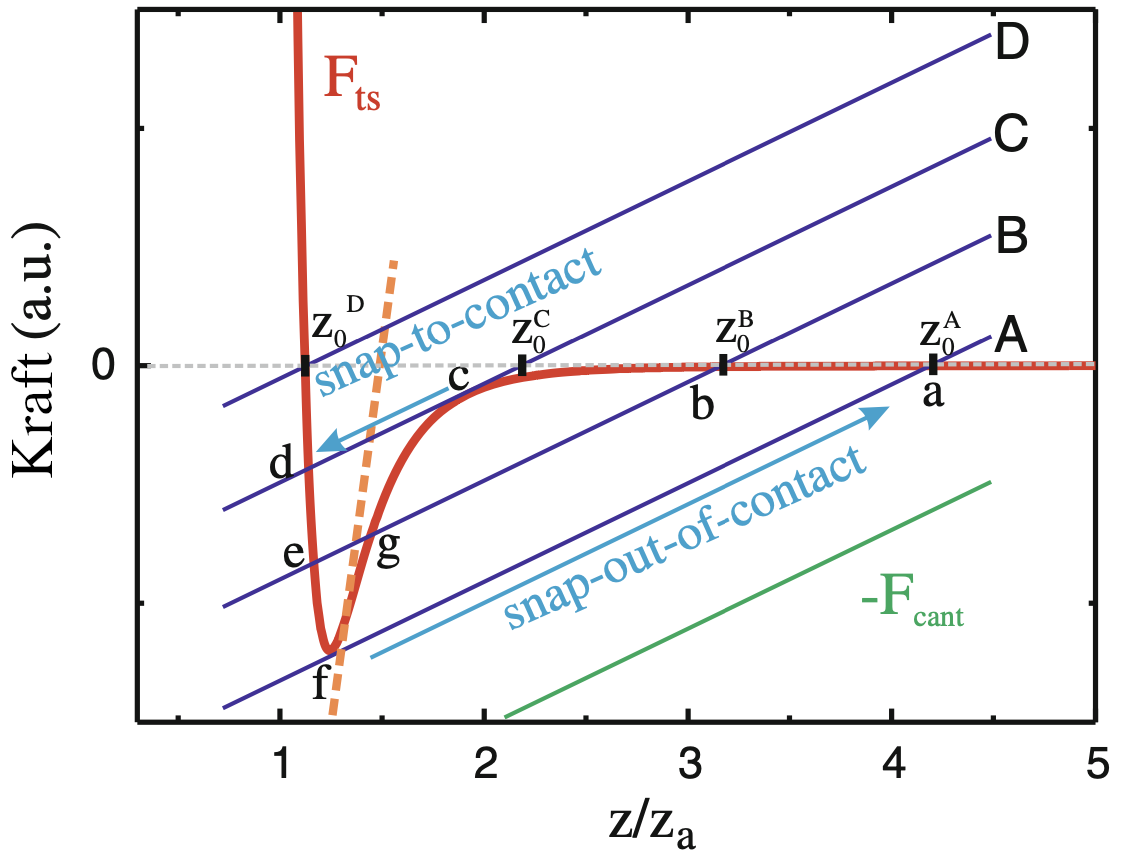 F_ts
D
C
B
A
Kraft (a.u.)
0
z_0^D
z_0^C
z_0^B
z_0^A
snap-to-contact
c
b
a
d
e
g
f
snap-out-of-contact
-F_cant
1 2 3 4 5
z/z_a